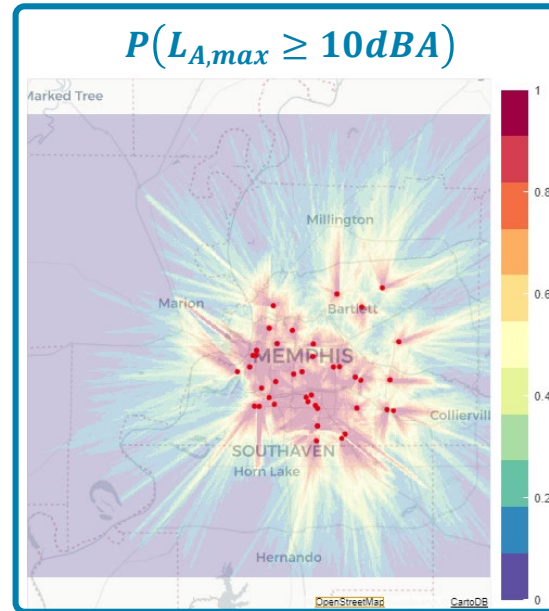 P(L_{A,max} ≥ 10dBA)
Marked Tree
Millington
Marion
Bartlett
MEMPHIS
Colliervill
SOUTHAVEN
Horn Lake
Hernando
OpenStreetMap
CartoDB
1
0.8
0.6
0.4
0.2
0